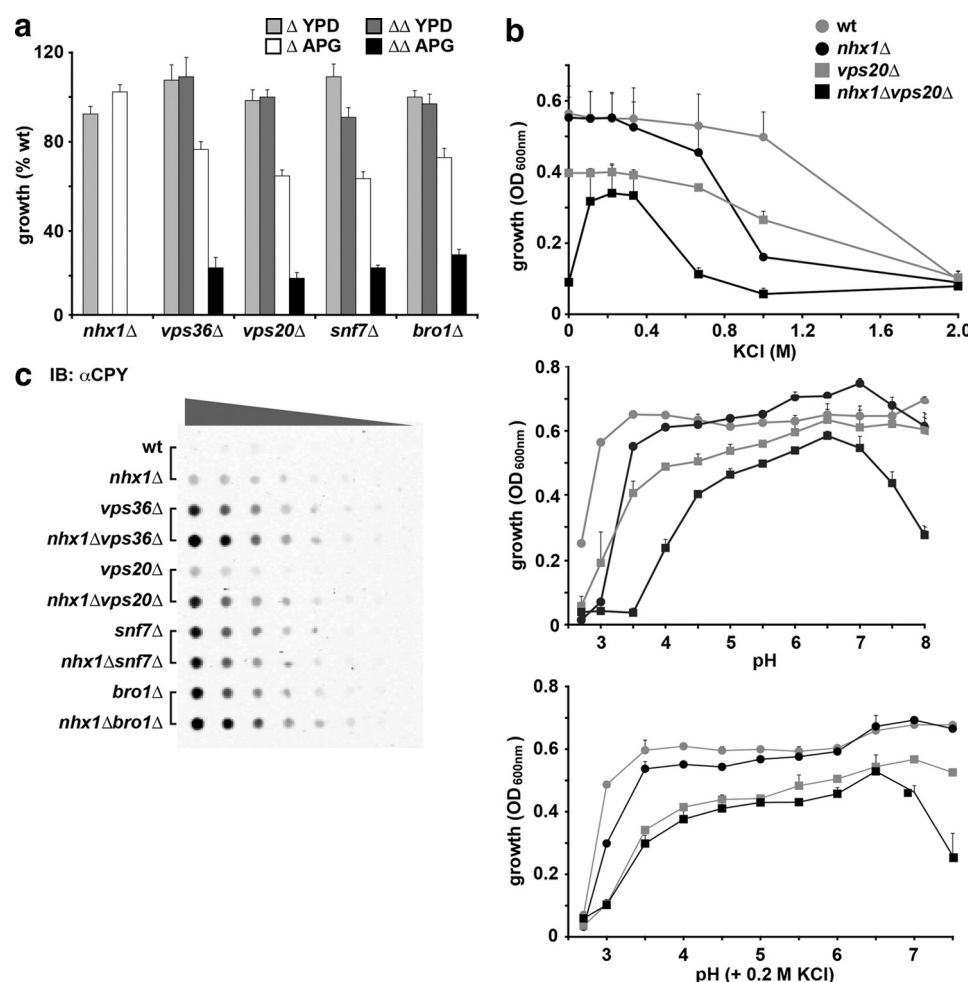 a
Δ YPD
ΔΔ YPD
Δ APG
ΔΔ APG
growth (% wt)
120
80
40
0
nhx1Δ
vps36Δ
vps20Δ
snf7Δ
bro1Δ
b
wt
nhx1Δ
vps20Δ
nhx1Δvps20Δ
growth (OD600nm)
0.6
0.4
0.2
0
0
0.4
0.8
1.2
1.6
2.0
KCl (M)
growth (OD600nm)
0.8
0.6
0.4
0.2
0
3
4
5
6
7
8
pH
growth (OD600nm)
0.8
0.6
0.4
0.2
0
3
4
5
6
7
pH (+ 0.2 M KCl)
c
IB: αCPY
wt
nhx1Δ
vps36Δ
nhx1Δvps36Δ
vps20Δ
nhx1Δvps20Δ
snf7Δ
nhx1Δsnf7Δ
bro1Δ
nhx1Δbro1Δ